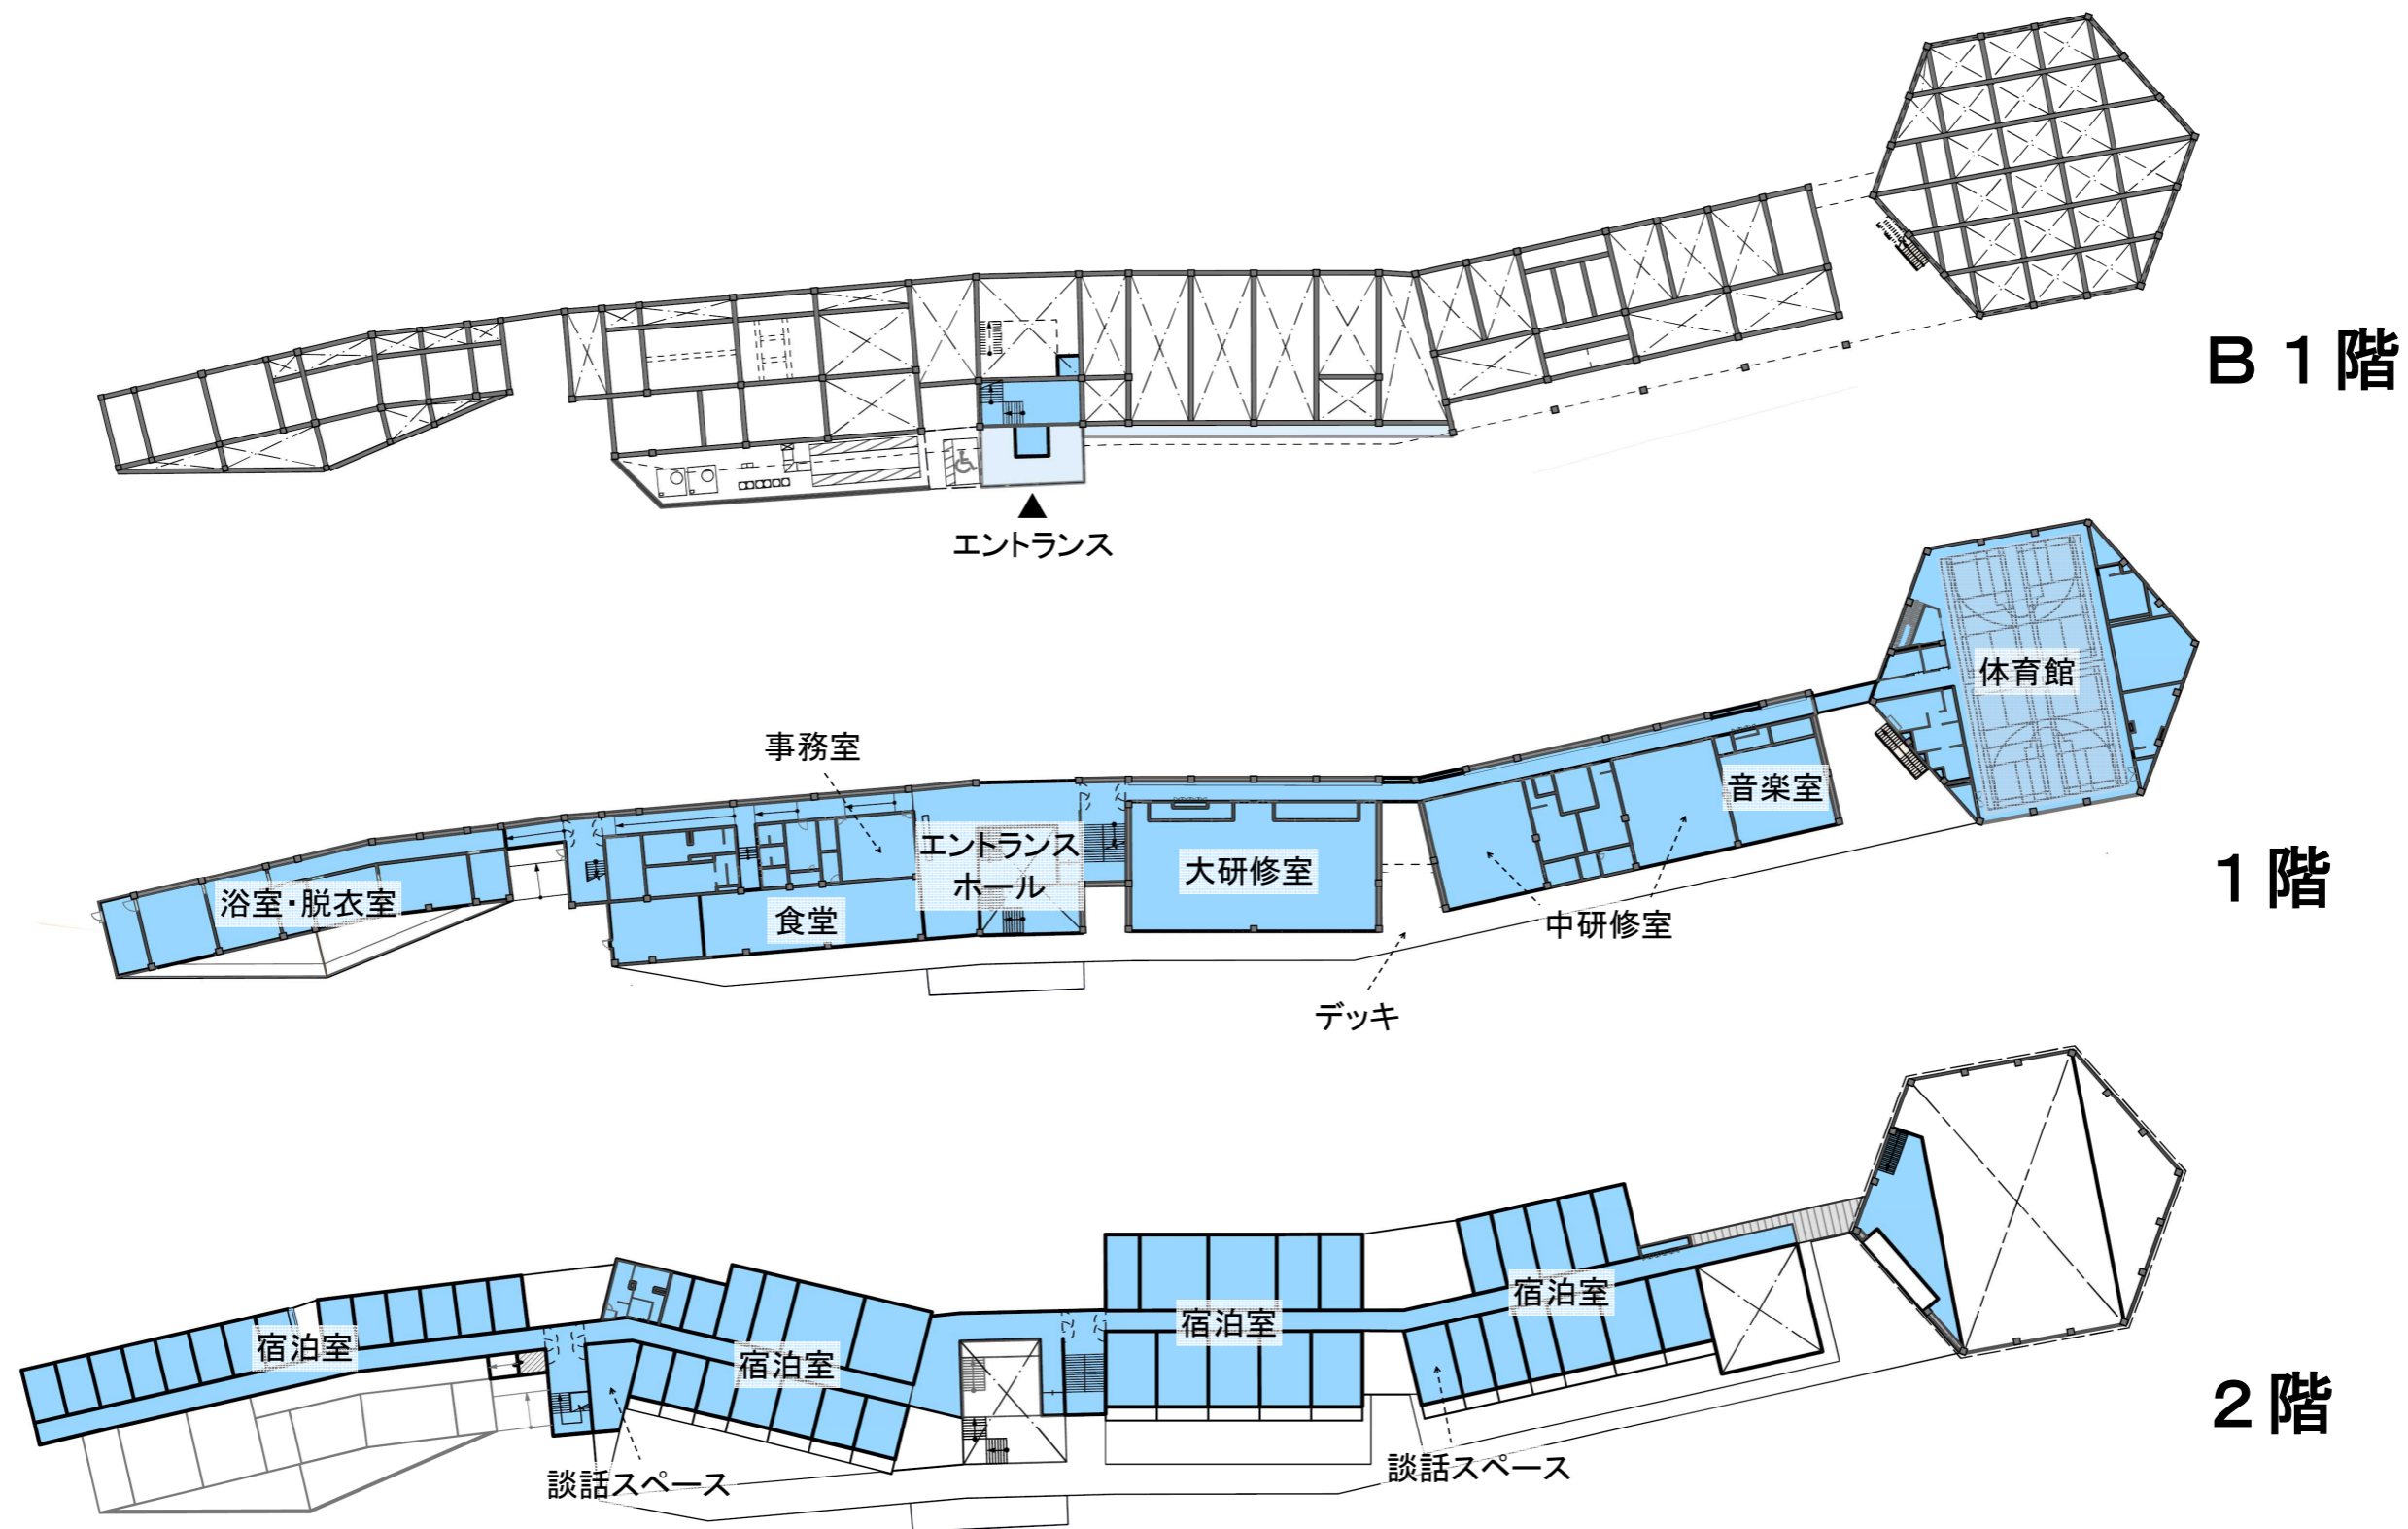 B1階
エントランス
事務室
体育館
音楽室
エントランス
ホール
大研修室
浴室・脱衣室
食堂
中研修室
1階
デッキ
宿泊室
宿泊室
宿泊室
宿泊室
2階
談話スペース
談話スペース